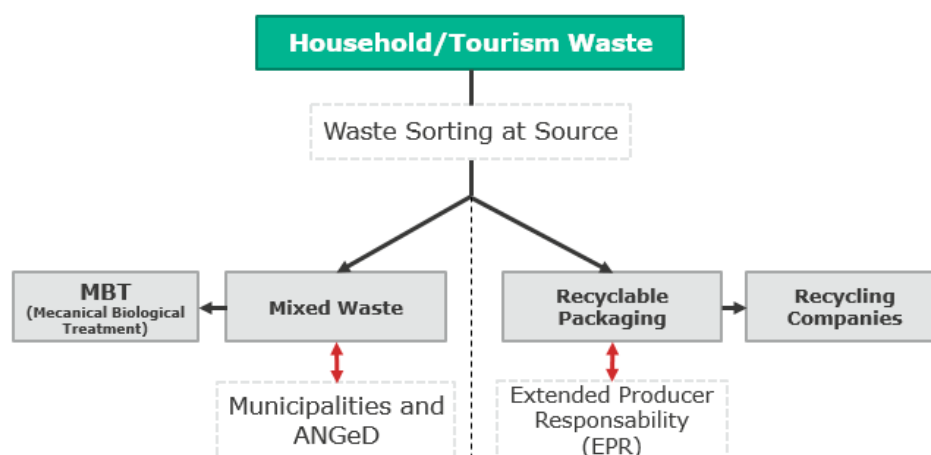 Household/Tourism Waste
Waste Sorting at Source
MBT
(Mecanical Biological
Treatment)
Mixed Waste
Recyclable
Packaging
Recycling
Companies
Municipalities and
ANGeD
Extended Producer
Responsability
(EPR)